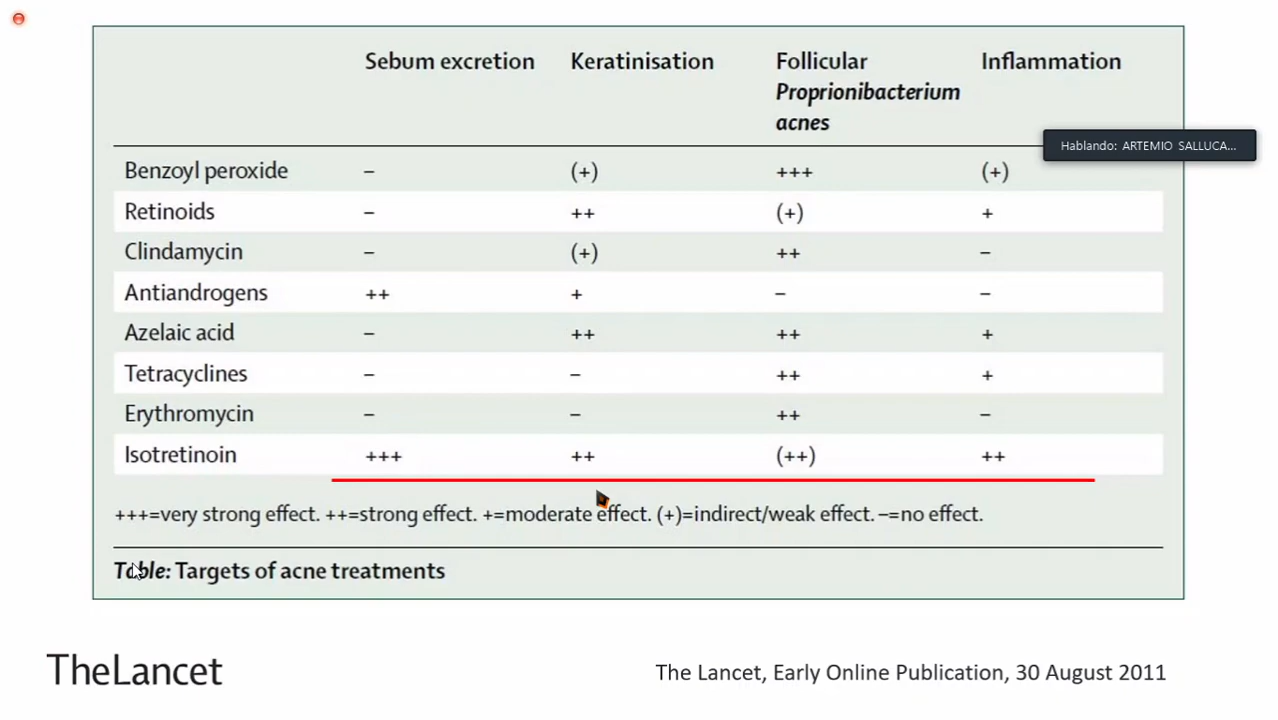 Sebum excretion Keratinisation Follicular Inflammation
Proprionibacterium
acnes
Hablando: ARTEMIO SALLUCA...
Benzoyl peroxide – (+) +++ (+)
Retinoids – ++ (+) +
Clindamycin – (+) ++ –
Antiandrogens ++ + – –
Azelaic acid – ++ ++ +
Tetracyclines – – ++ +
Erythromycin – – ++ –
Isotretinoin +++ ++ (++) ++
+++=very strong effect. ++=strong effect. +=moderate effect. (+)=indirect/weak effect. –=no effect.
Table: Targets of acne treatments
TheLancet
The Lancet, Early Online Publication, 30 August 2011